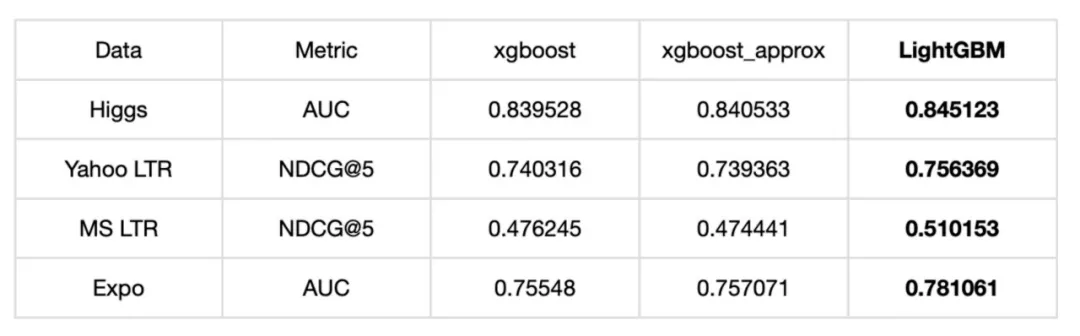 Data Metric xgboost xgboost_approx LightGBM
Higgs AUC 0.839528 0.840533 0.845123
Yahoo LTR NDCG@5 0.740316 0.739363 0.756369
MS LTR NDCG@5 0.476245 0.474441 0.510153
Expo AUC 0.75548 0.757071 0.781061